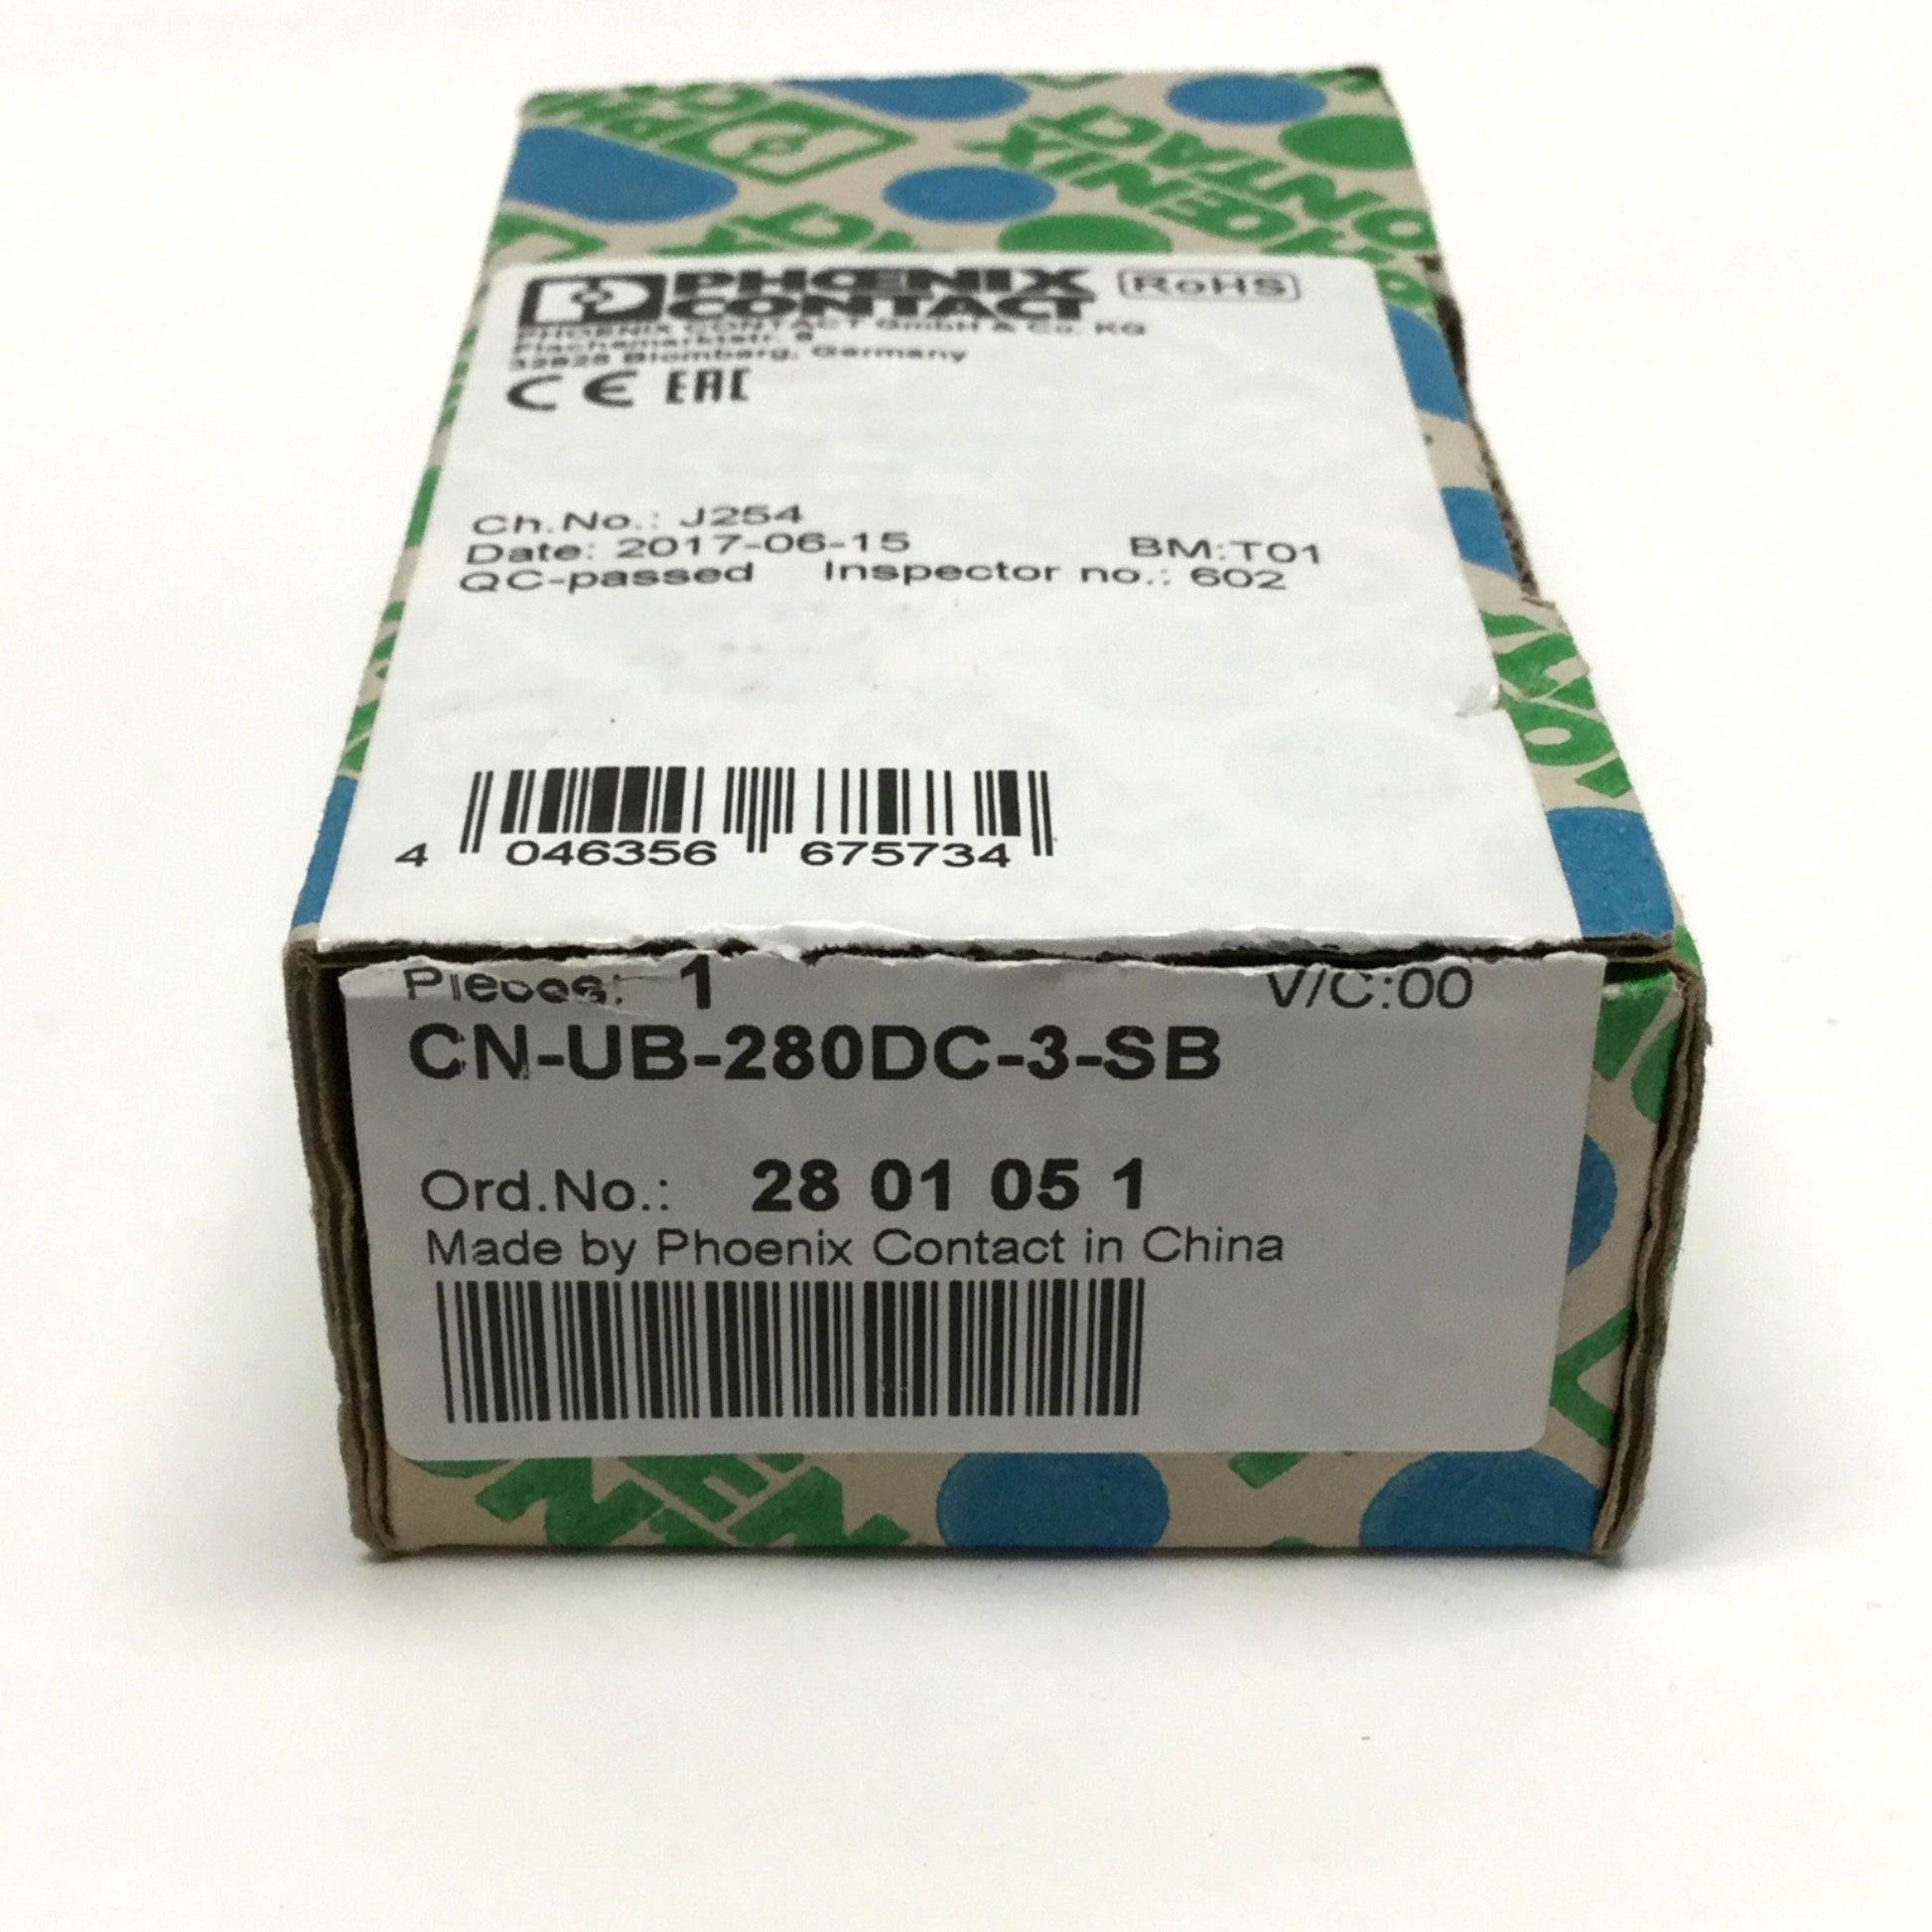 PHŒNIX
CONTACT
RoHS
PHOENIX CONTACT GmbH & Co. KG
Flachsmarktstr. 8
32825 Blomberg, Germany
CE EAC
Ch.No.: J254
Date: 2017-06-15 BM:T01
QC-passed Inspector no.: 602
4 046356 675734
Pieces: 1 V/C:00
CN-UB-280DC-3-SB
Ord.No.: 28 01 05 1
Made by Phoenix Contact in China